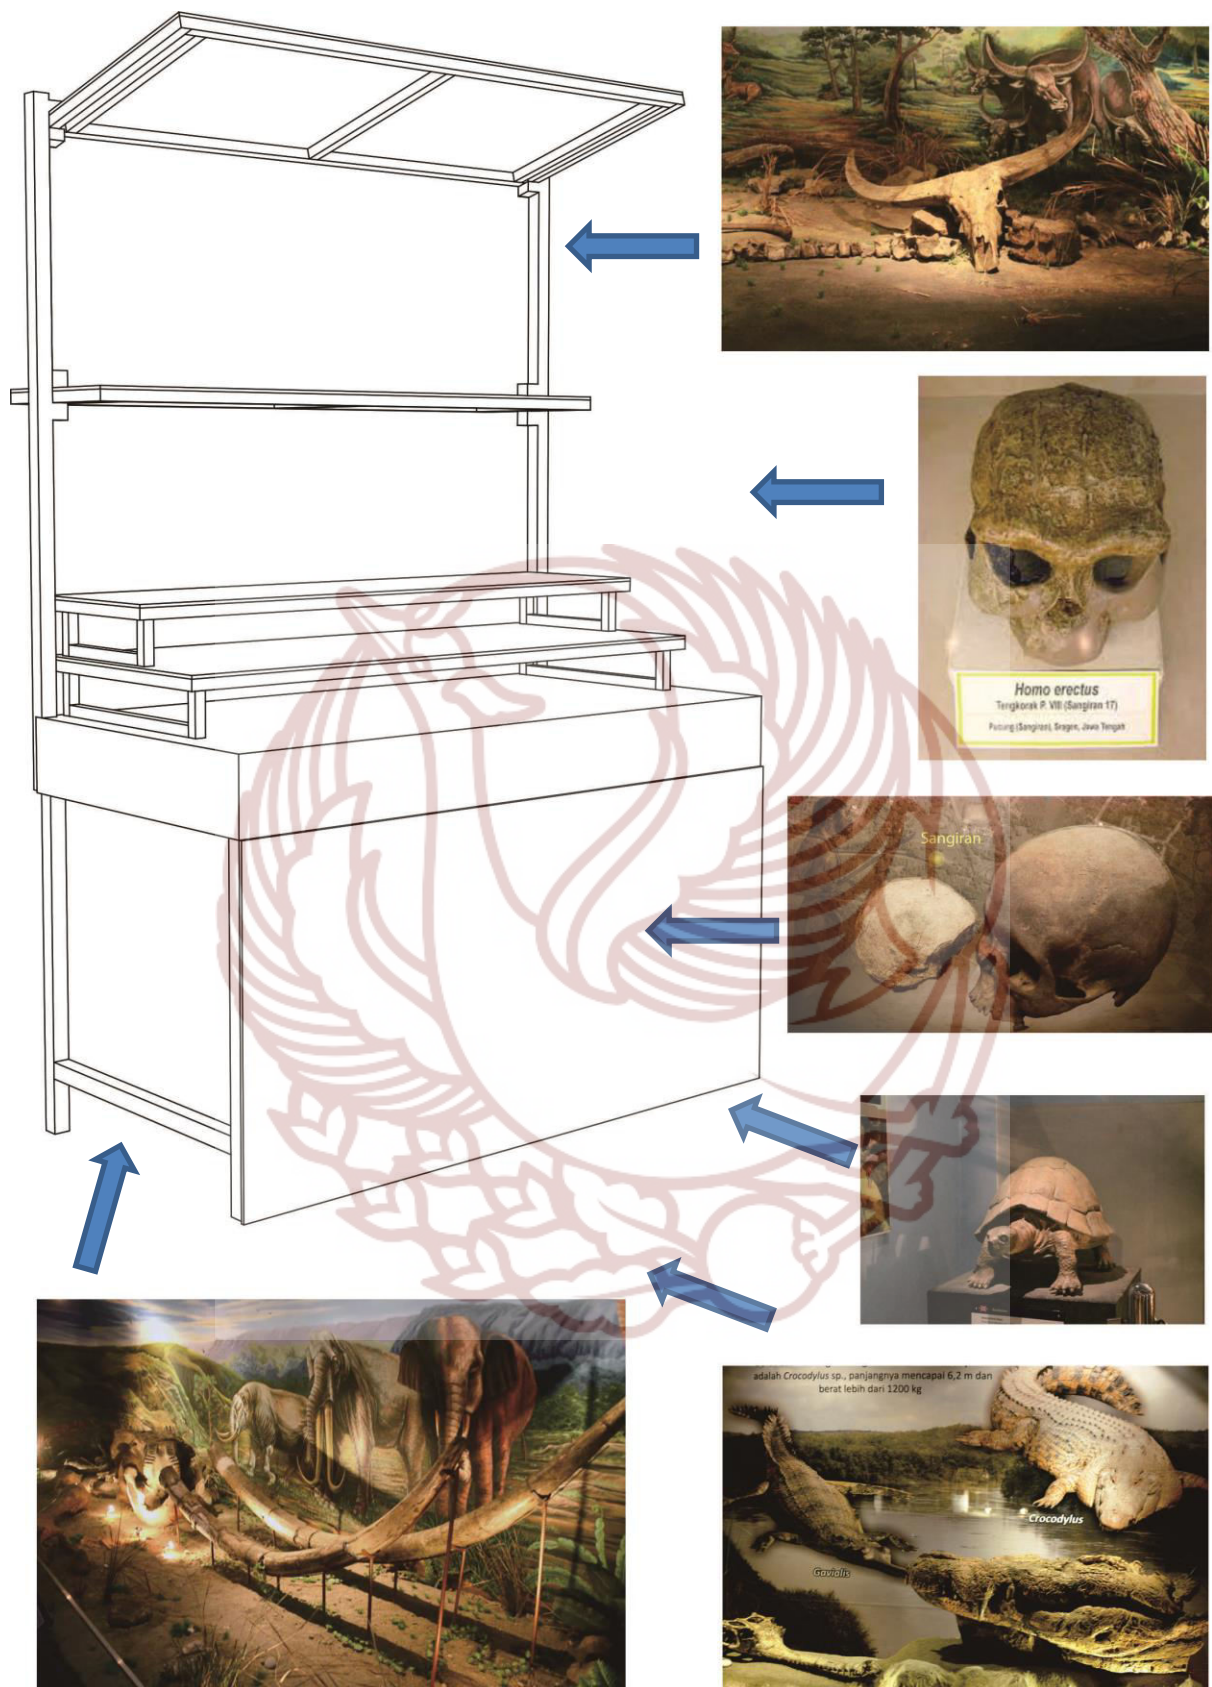 Homo erectus
Tengkorak P. VIII (Sangiran 17)
Pucung (Sangiran), Sragen, Jawa Tengah
Sangiran
adalah Crocodylus sp., panjangnya mencapai 6,2 m dan
berat lebih dari 1200 kg
Crocodylus
Gavialis